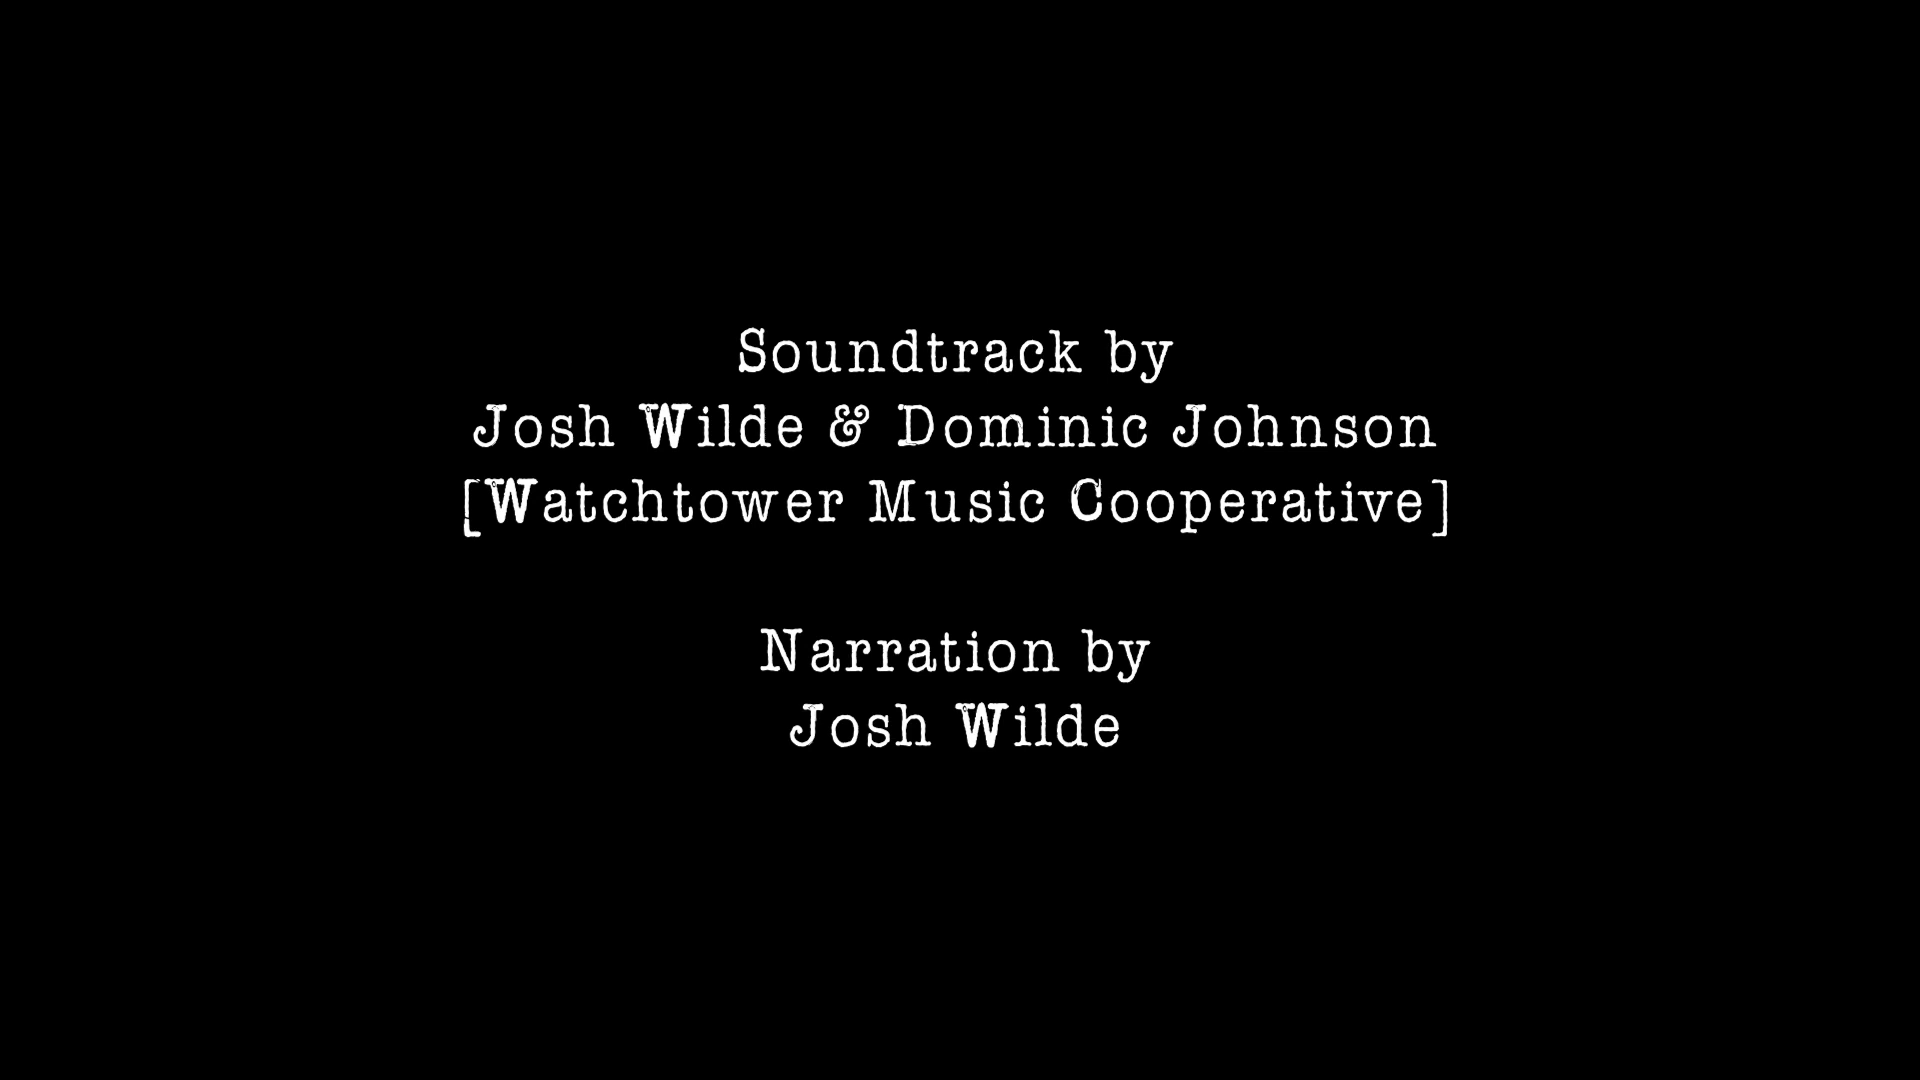 Soundtrack by
Josh Wilde & Dominic Johnson
[Watchtower Music Cooperative]
Narration by
Josh Wilde